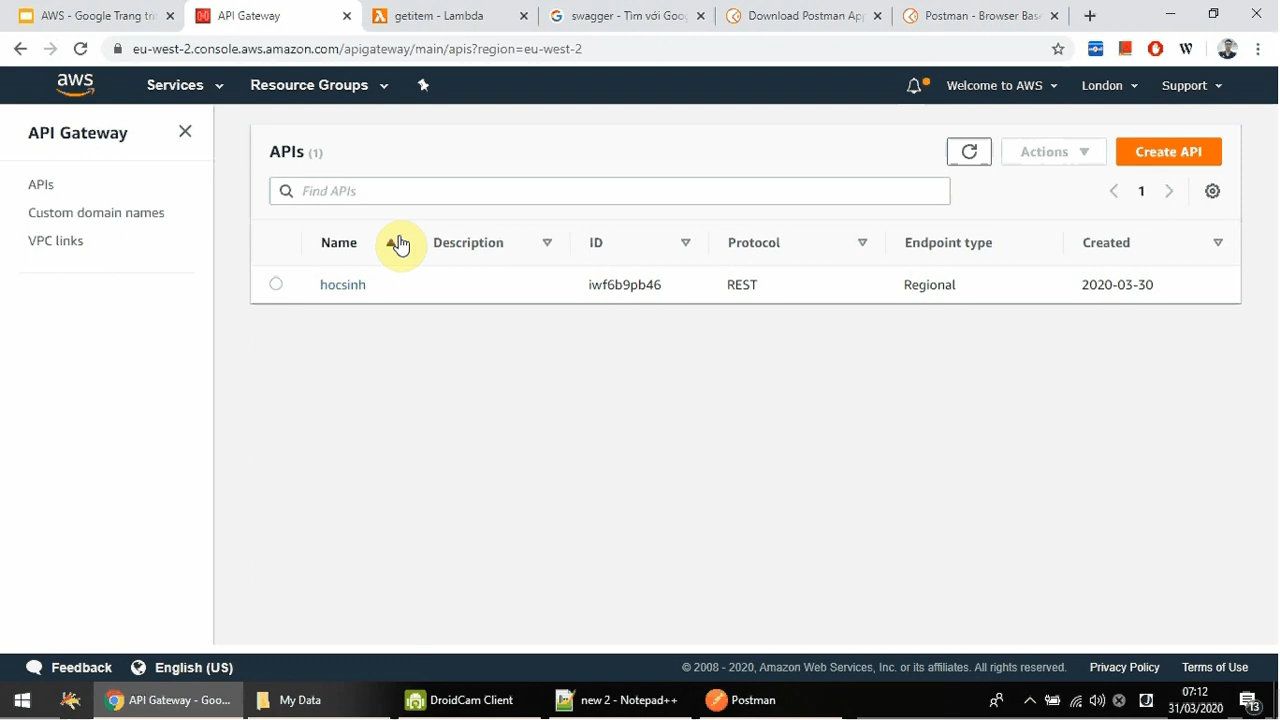 AWS - Google Trang trì
API Gateway
getitem - Lambda
swagger - Tìm với Goo
Download Postman Ap
Postman - Browser Base
eu-west-2.console.aws.amazon.com/apigateway/main/apis?region=eu-west-2
aws
Services
Resource Groups
Welcome to AWS
London
Support
API Gateway
APIs
Custom domain names
VPC links
APIs (1)
Actions
Create API
Find APIs
1
Name
Description
ID
Protocol
Endpoint type
Created
hocsinh
iwf6b9pb46
REST
Regional
2020-03-30
Feedback
English (US)
© 2008 - 2020, Amazon Web Services, Inc. or its affiliates. All rights reserved.
Privacy Policy
Terms of Use
API Gateway - Goo...
My Data
DroidCam Client
new 2 - Notepad++
Postman
07:12
31/03/2020
13